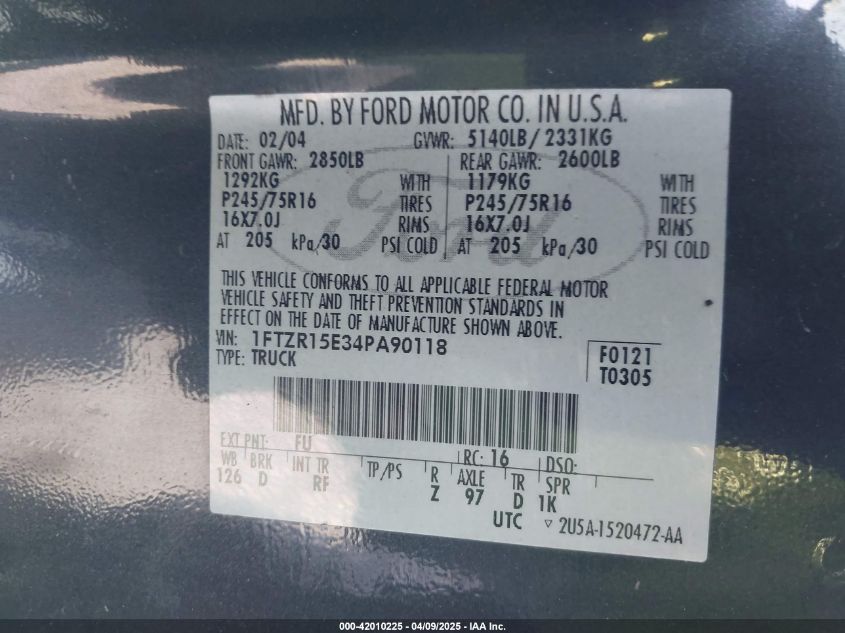 MFD. BY FORD MOTOR CO. IN U.S.A.
DATE: 02/04 GVWR: 5140LB/ 2331KG
FRONT GAWR: 2850LB REAR GAWR: 2600LB
1292KG WITH 1179KG WITH
P245/75R16 TIRES P245/75R16 TIRES
16X7.0J RIMS 16X7.0J RIMS
AT 205 kPa/30 PSI COLD AT 205 kPa/30 PSI COLD
Ford
THIS VEHICLE CONFORMS TO ALL APPLICABLE FEDERAL MOTOR
VEHICLE SAFETY AND THEFT PREVENTION STANDARDS IN
EFFECT ON THE DATE OF MANUFACTURE SHOWN ABOVE.
VIN: 1FTZR15E34PA90118 F0121
TYPE: TRUCK T0305
EXT PNT: FU RC: 16 DSO:
WB BRK INT TR TP/PS R AXLE TR SPR
126 D RF Z 97 D 1K
UTC ▽ 2U5A-1520472-AA
000-42010225 - 04/09/2025 - IAA Inc.